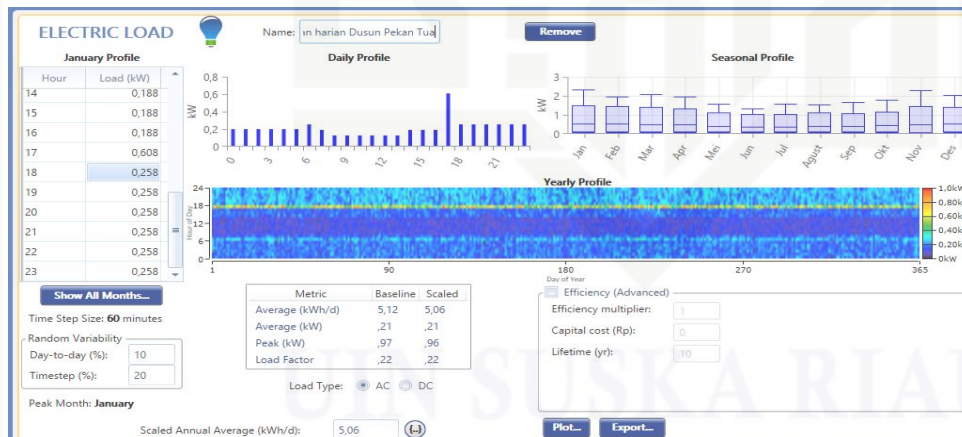 ELECTRIC LOAD
Name: an harian Dusun Pekan Tua
Remove
January Profile
Hour Load (kW)
14 0,188
15 0,188
16 0,188
17 0,608
18 0,258
19 0,258
20 0,258
21 0,258
22 0,258
23 0,258
Show All Months...
Time Step Size: 60 minutes
Random Variability
Day-to-day (%): 10
Timestep (%): 20
Peak Month: January
Daily Profile
kW
0,8
0,6
0,4
0,2
0
0 3 6 9 12 15 18 21
Seasonal Profile
kW
3
2
1
0
Jan Feb Mar Apr Mei Jun Jul Agust Sep Okt Nov Des
Yearly Profile
Hour of Day
24
18
12
6
0
1 90 180 270 365
Day of Year
1.0kW
0.80k
0.60k
0.40k
0.20k
0kW
Metric Baseline Scaled
Average (kWh/d) 5,12 5,06
Average (kW) ,21 ,21
Peak (kW) ,97 ,96
Load Factor ,22 ,22
Load Type: AC DC
Scaled Annual Average (kWh/d): 5,06 {..}
Efficiency (Advanced)
Efficiency multiplier: 1
Capital cost (Rp): 0
Lifetime (yr): 10
Plot... Export...
UIN SUSKA RIA